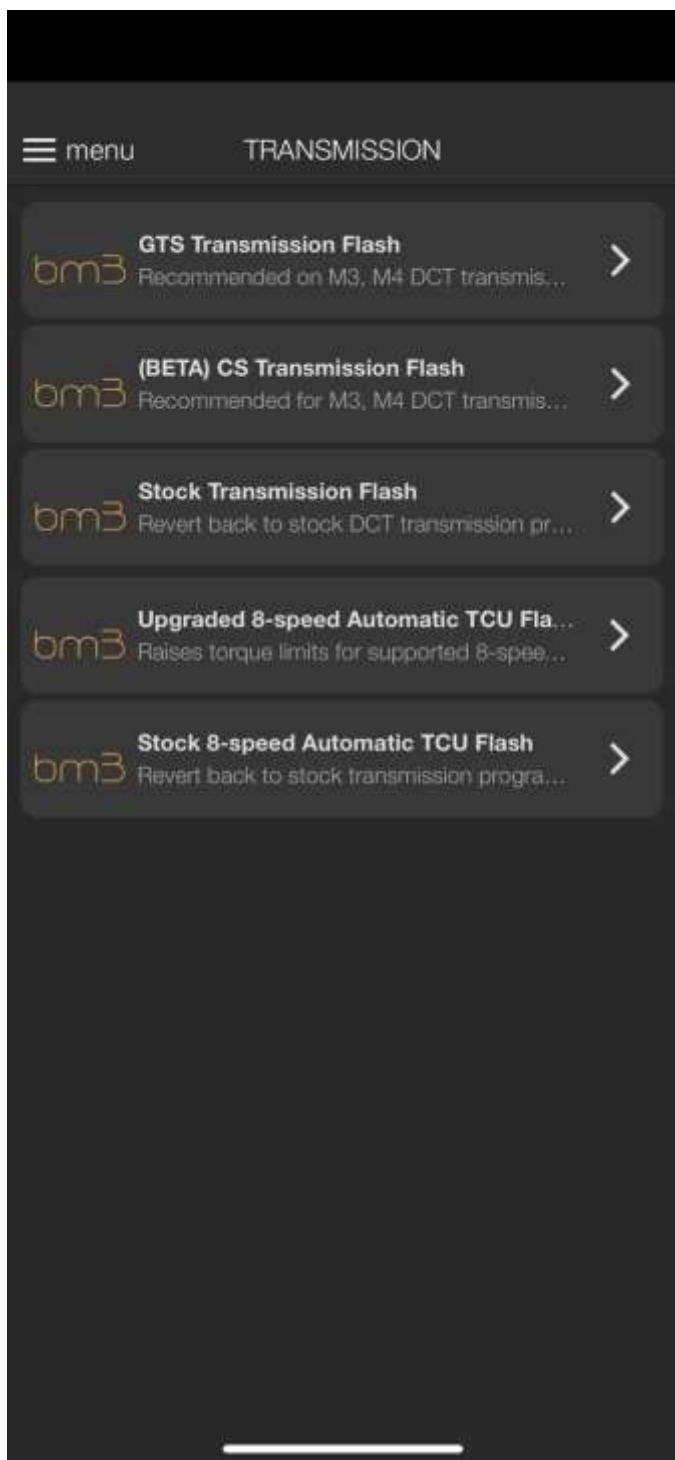 menu
TRANSMISSION
bm3
GTS Transmission Flash
Recommended on M3, M4 DCT transmis...
bm3
(BETA) CS Transmission Flash
Recommended for M3, M4 DCT transmis...
bm3
Stock Transmission Flash
Revert back to stock DCT transmission pr...
bm3
Upgraded 8-speed Automatic TCU Fla...
Raises torque limits for supported 8-spee...
bm3
Stock 8-speed Automatic TCU Flash
Revert back to stock transmission progra...